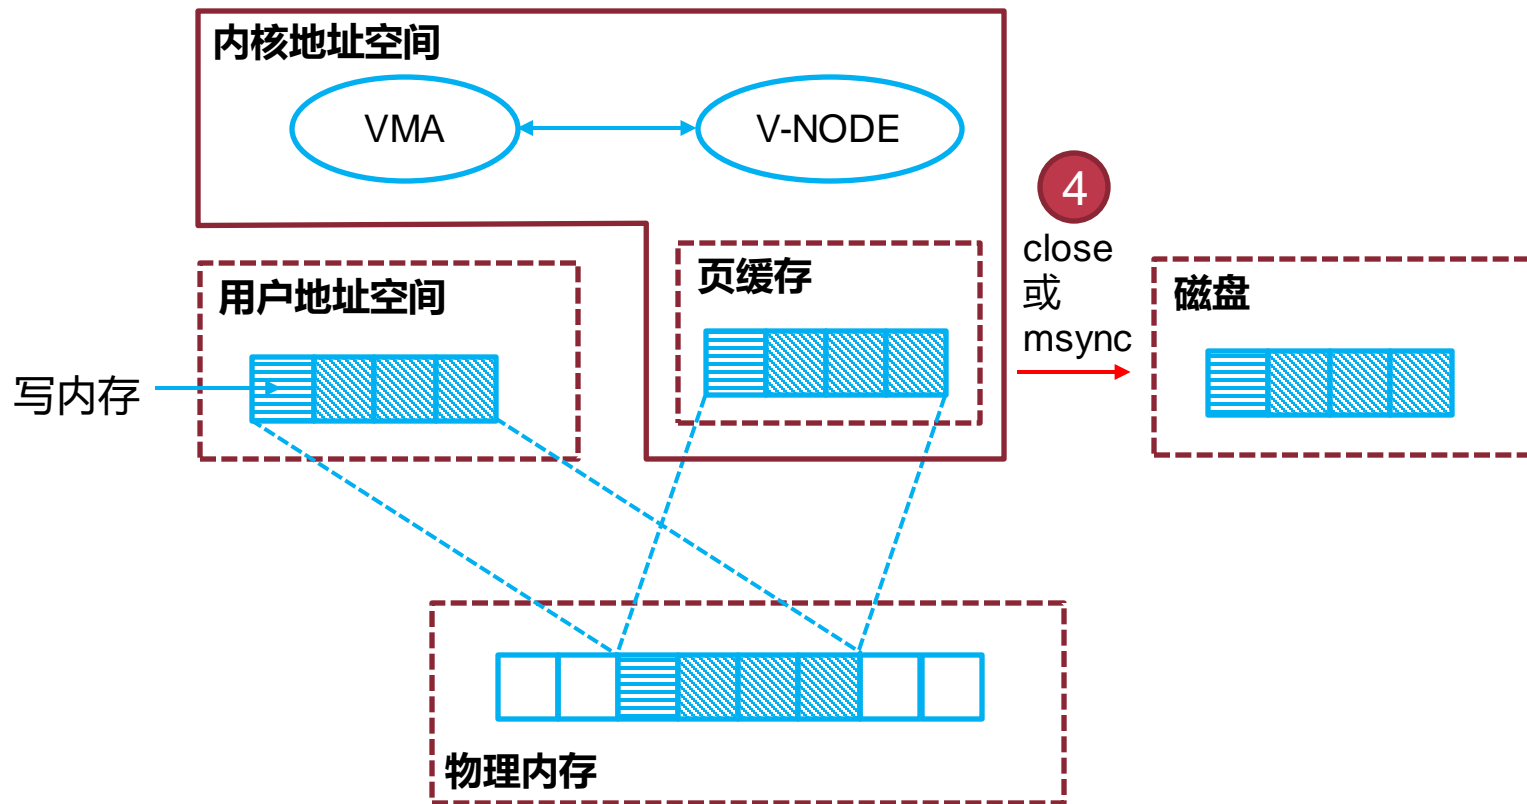 内核地址空间
VMA
V-NODE
4
close
或
msync
用户地址空间
页缓存
磁盘
写内存
物理内存